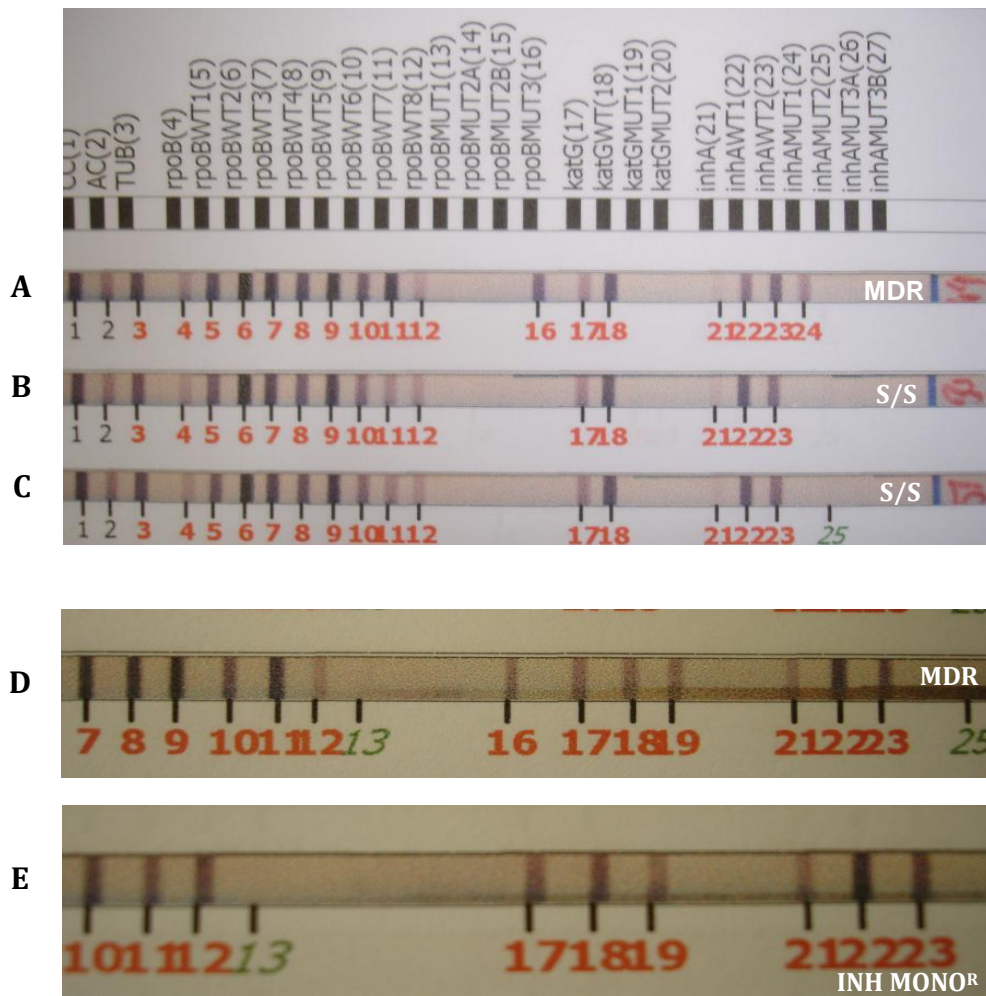 CC(1)
AC(2)
TUB(3)
rpoB(4)
rpoBWT1(5)
rpoBWT2(6)
rpoBWT3(7)
rpoBWT4(8)
rpoBWT5(9)
rpoBWT6(10)
rpoBWT7(11)
rpoBWT8(12)
rpoBMUT1(13)
rpoBMUT2A(14)
rpoBMUT2B(15)
rpoBMUT3(16)
katG(17)
katGWT(18)
katGMUT1(19)
katGMUT2(20)
inhA(21)
inhAWT1(22)
inhAWT2(23)
inhAMUT1(24)
inhAMUT2(25)
inhAMUT3A(26)
inhAMUT3B(27)
A MDR
1 2 3 4 5 6 7 8 9 10 11 12 16 17 18 21 22 23 24
B S/S
1 2 3 4 5 6 7 8 9 10 11 12 17 18 21 22 23
C S/S
1 2 3 4 5 6 7 8 9 10 11 12 17 18 21 22 23 25
D MDR
7 8 9 10 11 12 13 16 17 18 19 21 22 23 25
E
10 11 12 13 17 18 19 21 22 23
INH MONOᴿ